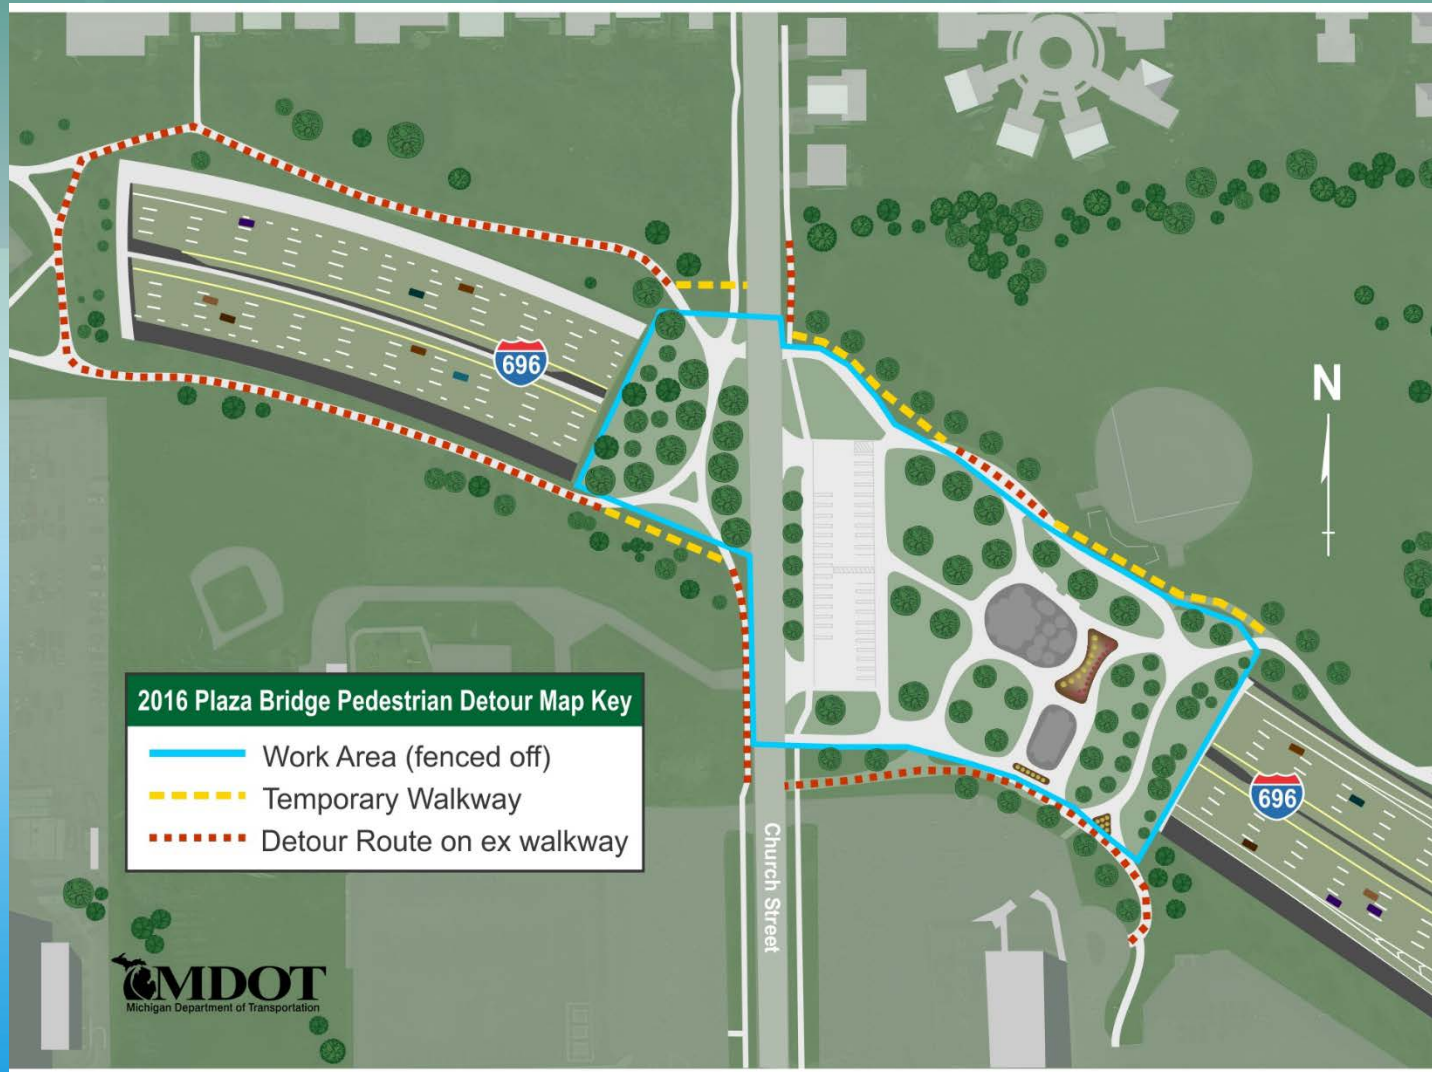 696
N
2016 Plaza Bridge Pedestrian Detour Map Key
Work Area (fenced off)
Temporary Walkway
Detour Route on ex walkway
696
Church Street
MDOT
Michigan Department of Transportation